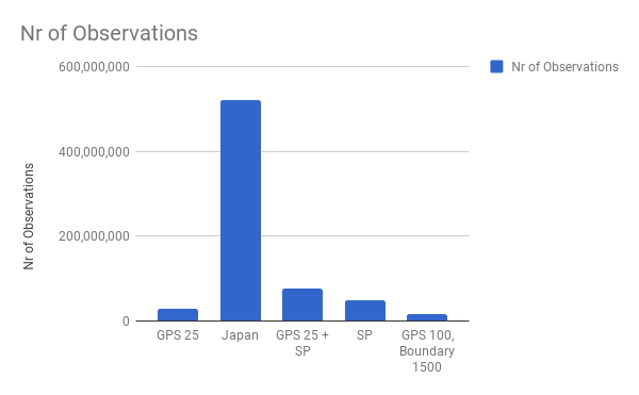 Nr of Observations
Nr of Observations
600,000,000
400,000,000
200,000,000
0
Nr of Observations
GPS 25
Japan
GPS 25 +
SP
SP
GPS 100,
Boundary
1500